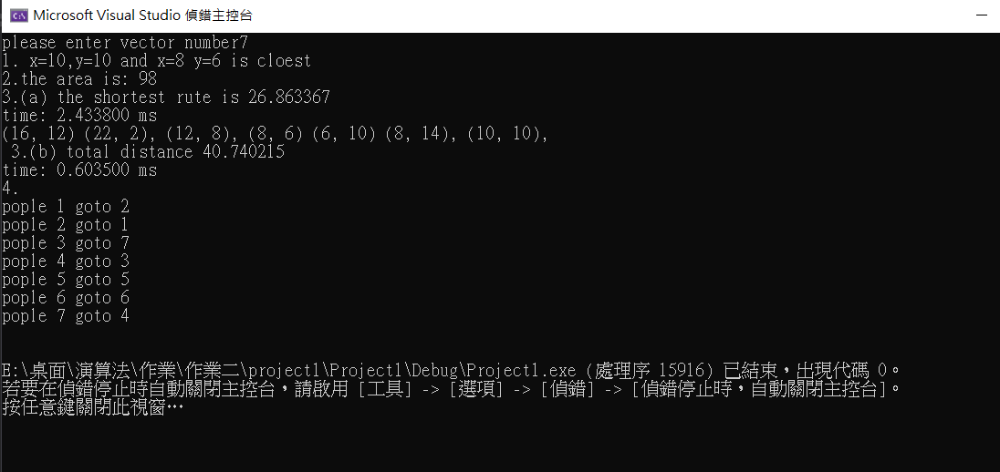 Microsoft Visual Studio 偵錯主控台
please enter vector number7
1. x=10,y=10 and x=8 y=6 is cloest
2.the area is: 98
3.(a) the shortest rute is 26.863367
time: 2.433800 ms
(16, 12) (22, 2), (12, 8), (8, 6) (6, 10) (8, 14), (10, 10),
3.(b) total distance 40.740215
time: 0.603500 ms
4.
pople 1 goto 2
pople 2 goto 1
pople 3 goto 7
pople 4 goto 3
pople 5 goto 5
pople 6 goto 6
pople 7 goto 4
E:\桌面\演算法\作業\作業二\project1\Project1\Debug\Project1.exe (處理序 15916) 已結束，出現代碼 0。
若要在偵錯停止時自動關閉主控台，請啟用 [工具] -> [選項] -> [偵錯] -> [偵錯停止時，自動關閉主控台]。
按任意鍵關閉此視窗…